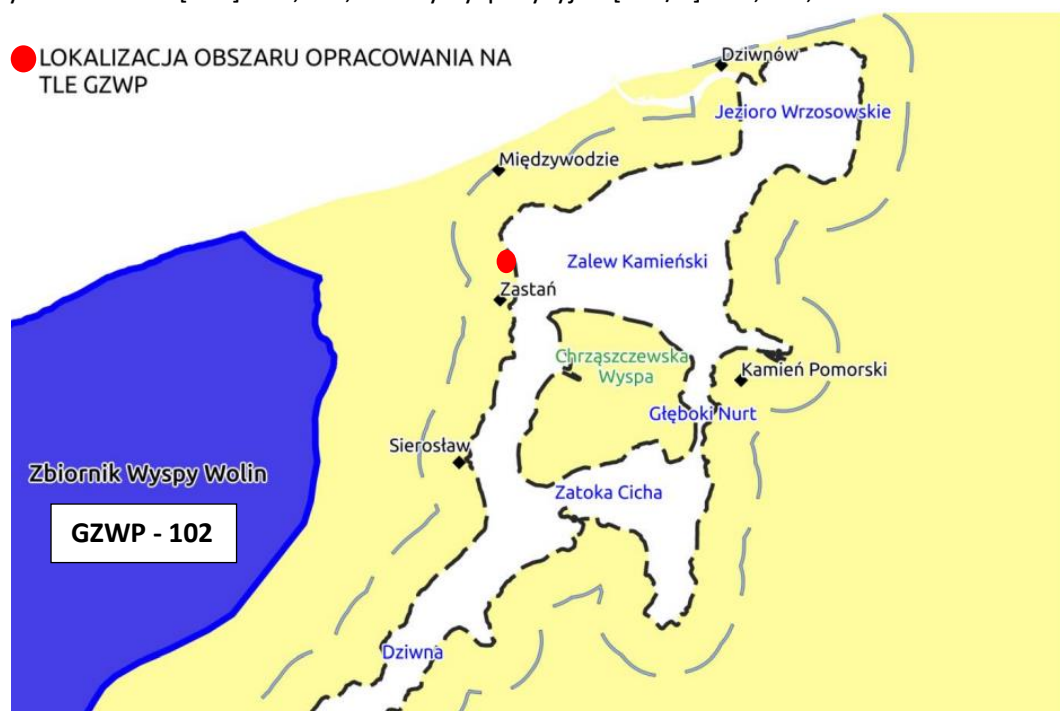 LOKALIZACJA OBSZARU OPRACOWANIA NA
TLE GZWP
Dziwnów
Jezioro Wrzosowskie
Międzywodzie
Zalew Kamieński
Zastań
Chrząszczewska
Wyspa
Kamień Pomorski
Głęboki Nurt
Sierosław
Zbiornik Wyspy Wolin
Zatoka Cicha
GZWP - 102
Dziwna